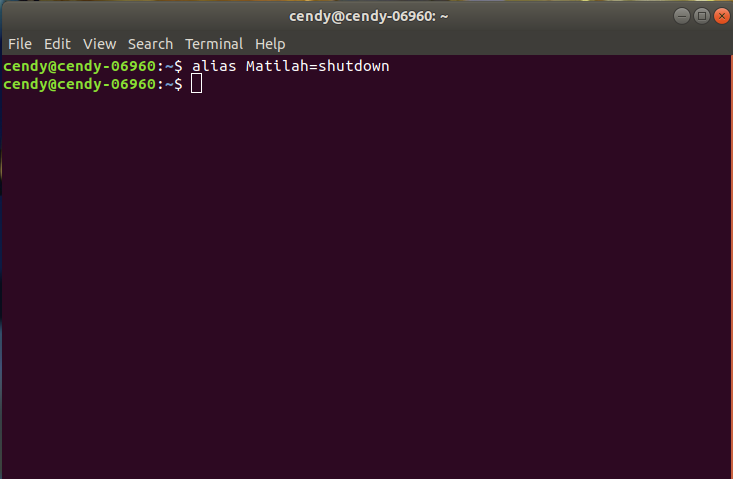 cendy@cendy-06960: ~
File Edit View Search Terminal Help
cendy@cendy-06960:~$ alias Matilah=shutdown
cendy@cendy-06960:~$